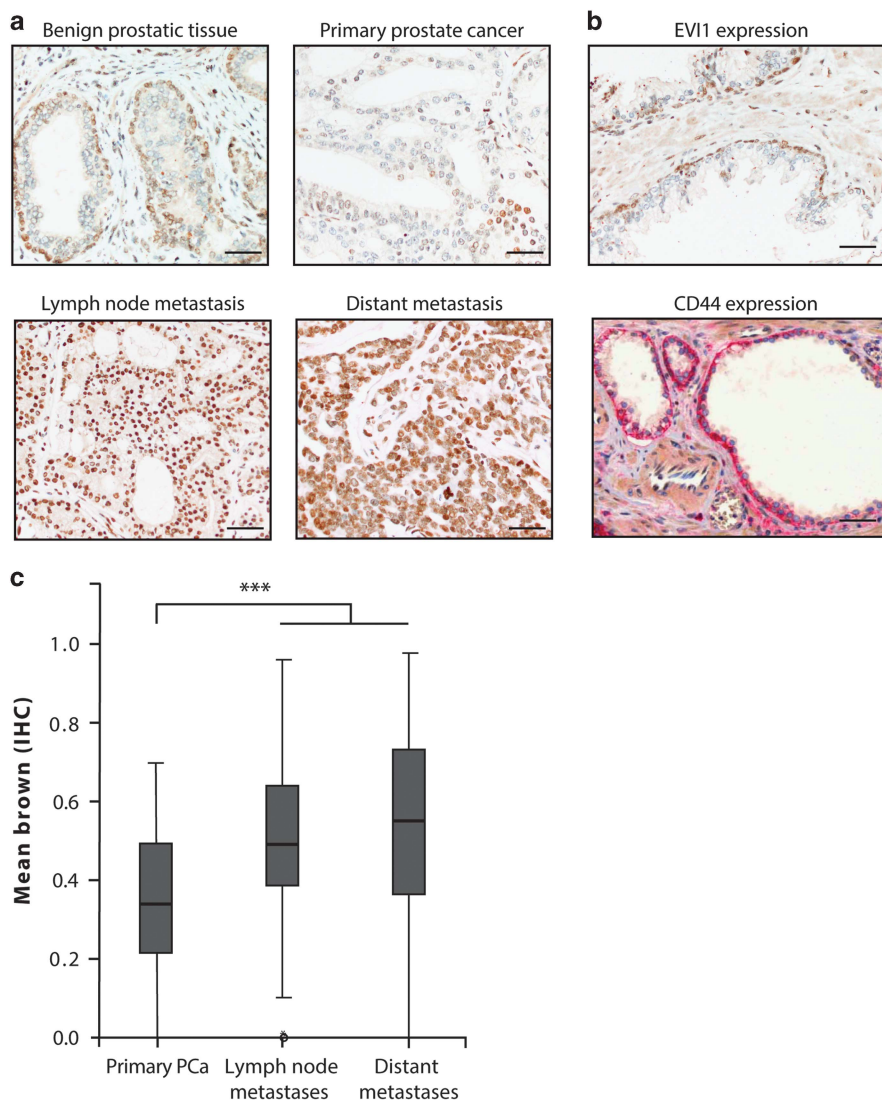 a
Benign prostatic tissue
Primary prostate cancer
b
EVI1 expression
Lymph node metastasis
Distant metastasis
CD44 expression
c
***
Mean brown (IHC)
1.0
0.8
0.6
0.4
0.2
0.0
*
Primary PCa
Lymph node
metastases
Distant
metastases